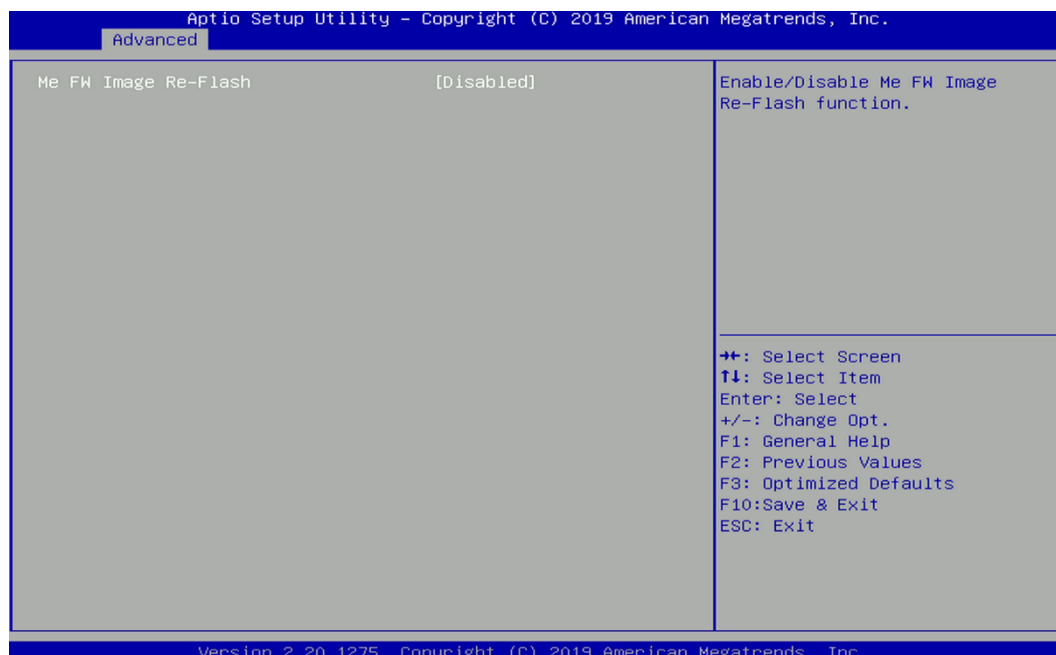 Aptio Setup Utility – Copyright (C) 2019 American Megatrends, Inc.
Advanced
Me FW Image Re-Flash [Disabled]
Enable/Disable Me FW Image
Re-Flash function.
→←: Select Screen
↑↓: Select Item
Enter: Select
+/-: Change Opt.
F1: General Help
F2: Previous Values
F3: Optimized Defaults
F10:Save & Exit
ESC: Exit
Version 2.20.1275. Copyright (C) 2019 American Megatrends, Inc.